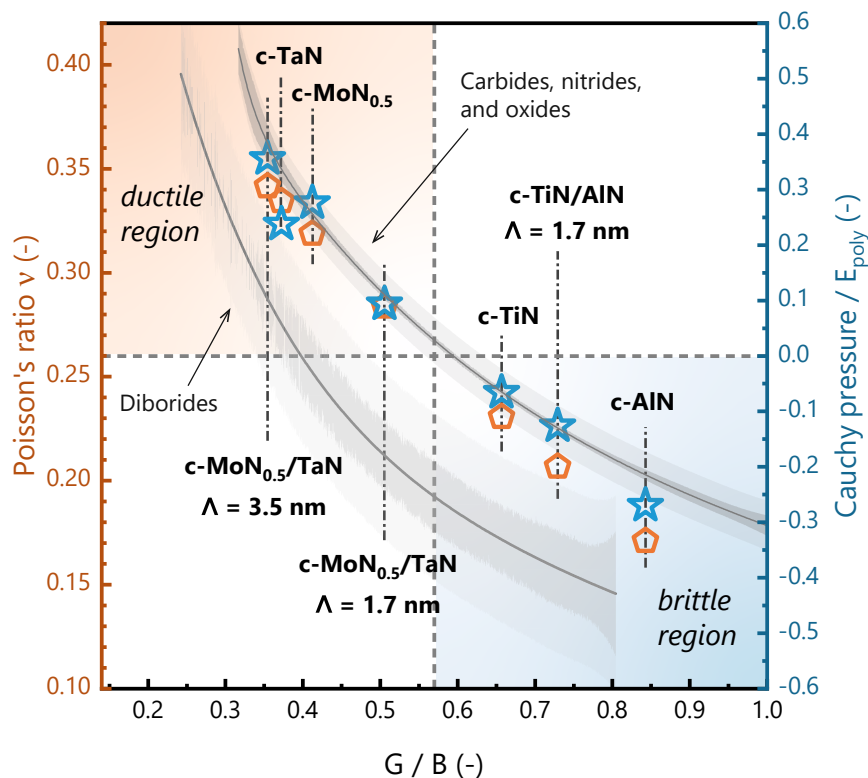 c-TaN
c-MoN0.5
Carbides, nitrides,
and oxides
ductile
region
c-TiN/AlN
Λ = 1.7 nm
c-TiN
Diborides
c-AlN
c-MoN0.5/TaN
Λ = 3.5 nm
c-MoN0.5/TaN
Λ = 1.7 nm
brittle
region
Poisson's ratio ν (-)
0.40
0.35
0.30
0.25
0.20
0.15
0.10
Cauchy pressure / Epoly (-)
0.6
0.5
0.4
0.3
0.2
0.1
0.0
-0.1
-0.2
-0.3
-0.4
-0.5
-0.6
0.2 0.3 0.4 0.5 0.6 0.7 0.8 0.9 1.0
G / B (-)